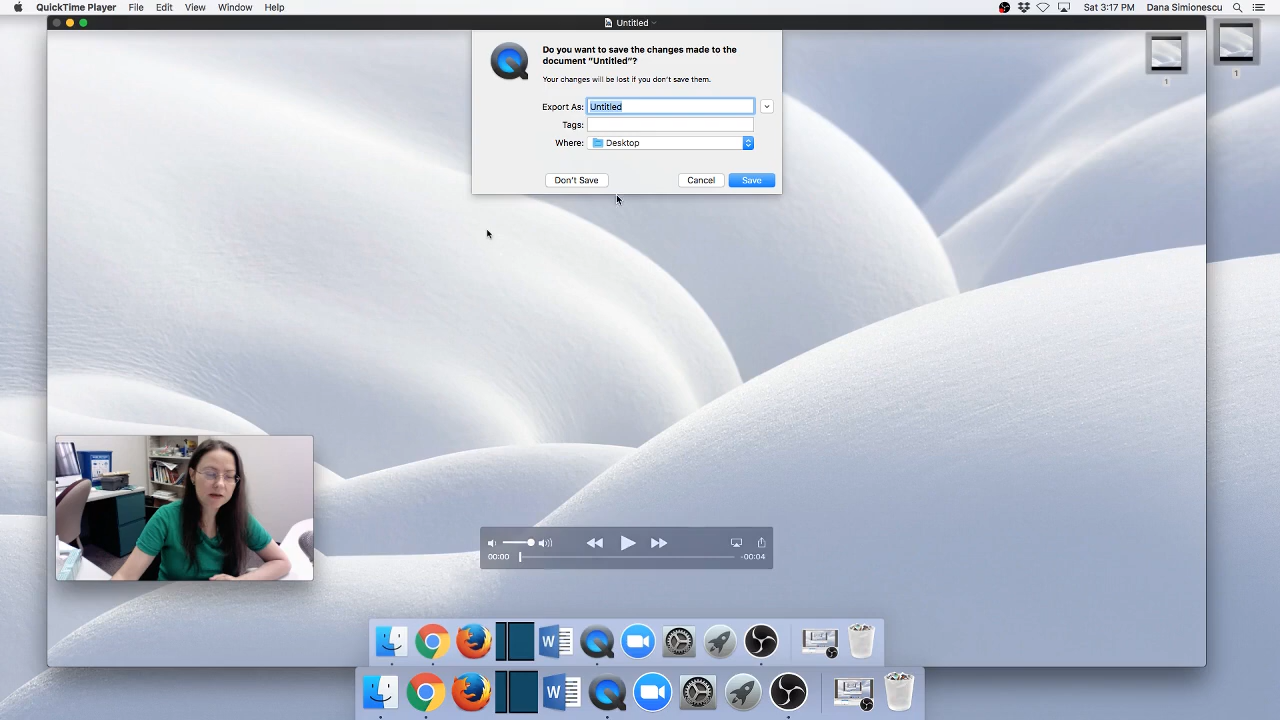 QuickTime Player File Edit View Window Help Sat 3:17 PM Dana Simionescu
Untitled
Do you want to save the changes made to the
document “Untitled”?
Your changes will be lost if you don’t save them.
Export As: Untitled
Tags:
Where: Desktop
Don’t Save Cancel Save
1
1
00:00 -00:04
W
W